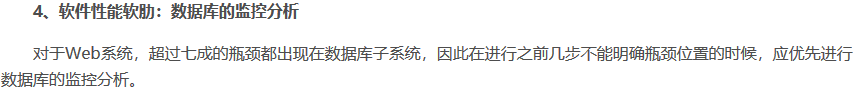 4、软件性能软肋：数据库的监控分析
对于Web系统，超过七成的瓶颈都出现在数据库子系统，因此在进行之前几步不能明确瓶颈位置的时候，应优先进行
数据库的监控分析。